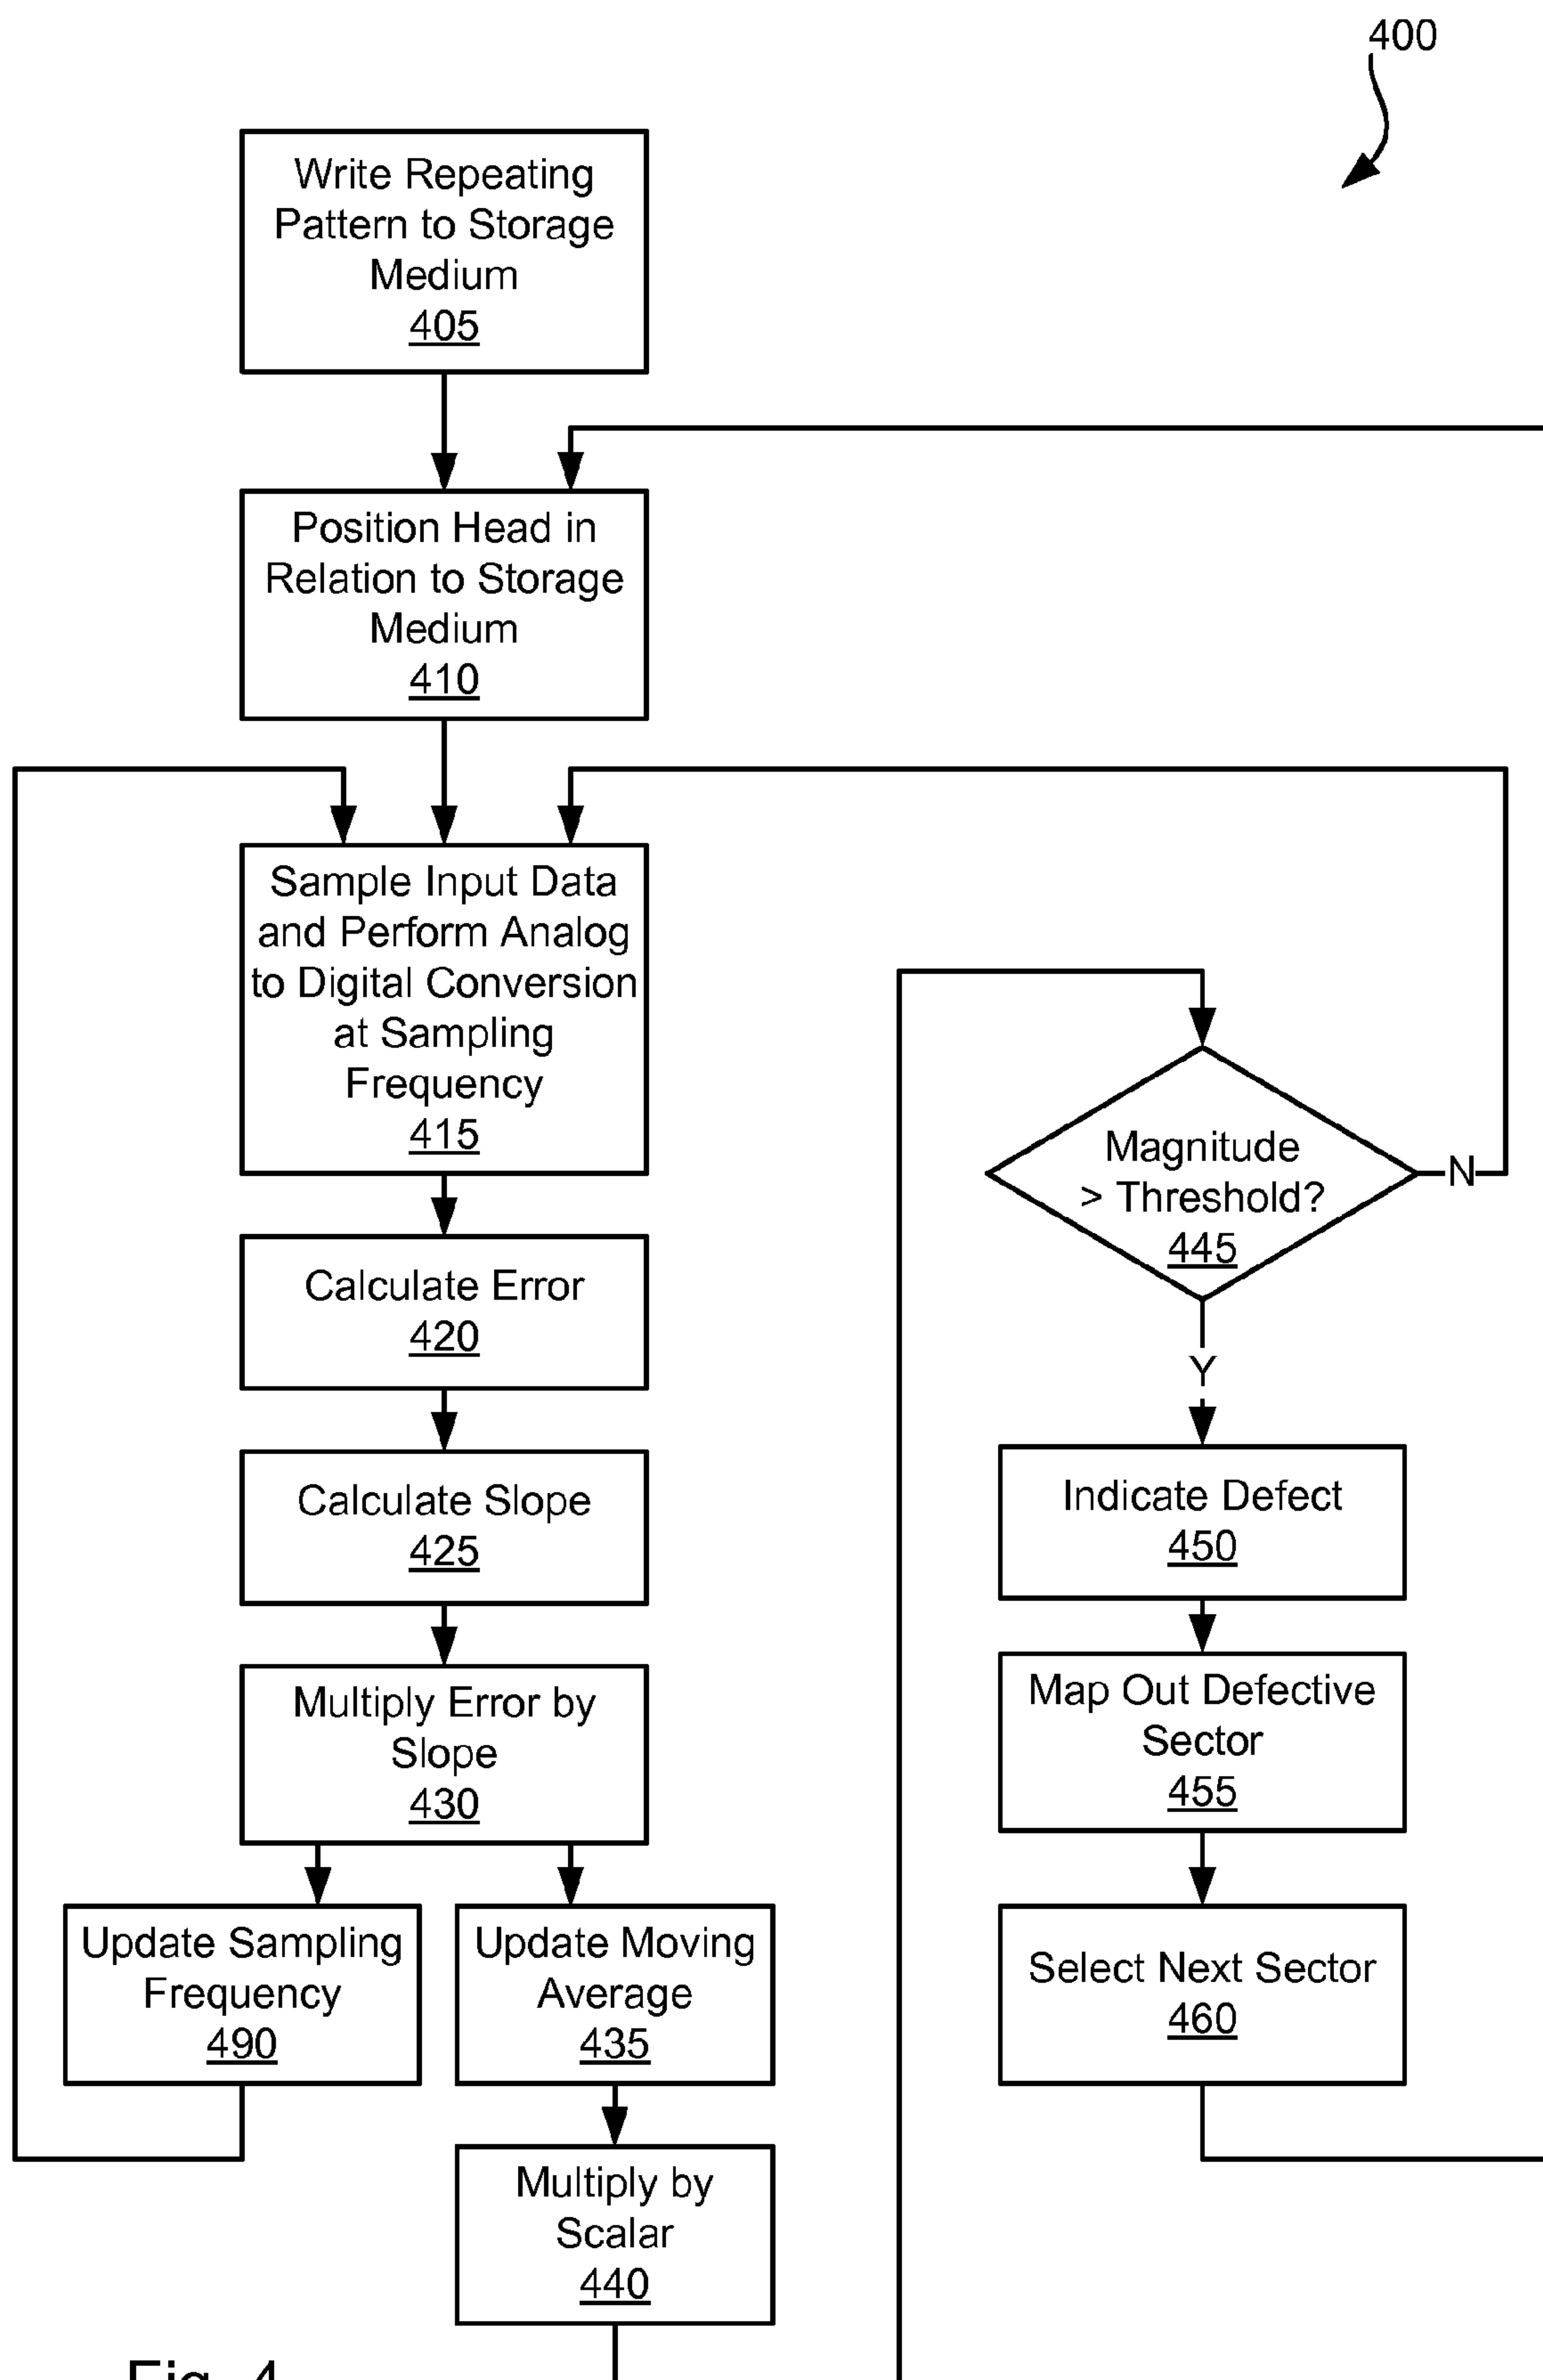 400
Write Repeating
Pattern to Storage
Medium
405
Position Head in
Relation to Storage
Medium
410
Sample Input Data
and Perform Analog
to Digital Conversion
at Sampling
Frequency
415
Calculate Error
420
Calculate Slope
425
Multiply Error by
Slope
430
Update Sampling
Frequency
490
Update Moving
Average
435
Multiply by
Scalar
440
Magnitude
> Threshold?
445
N
Y
Indicate Defect
450
Map Out Defective
Sector
455
Select Next Sector
460
Fig. 4